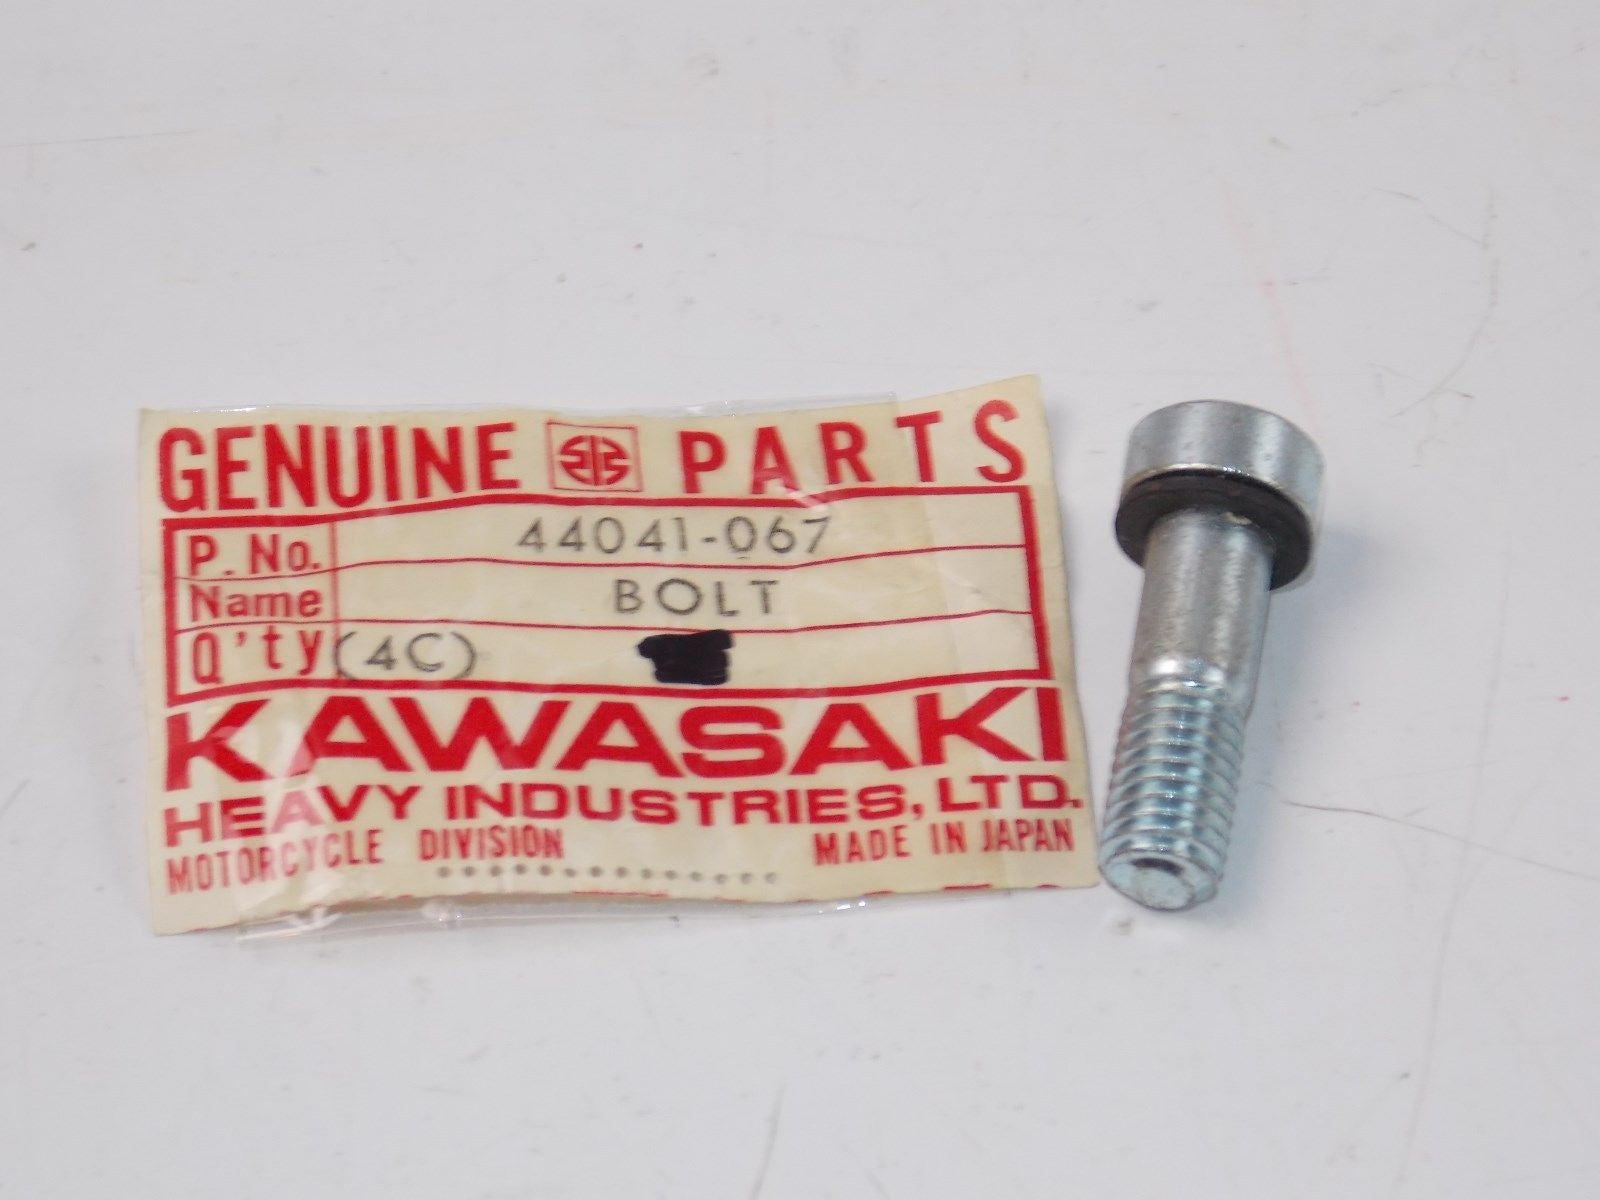 GENUINE PARTS
P. No. 44041-067
Name BOLT
Q'ty (4C)
KAWASAKI
HEAVY INDUSTRIES, LTD.
MOTORCYCLE DIVISION MADE IN JAPAN